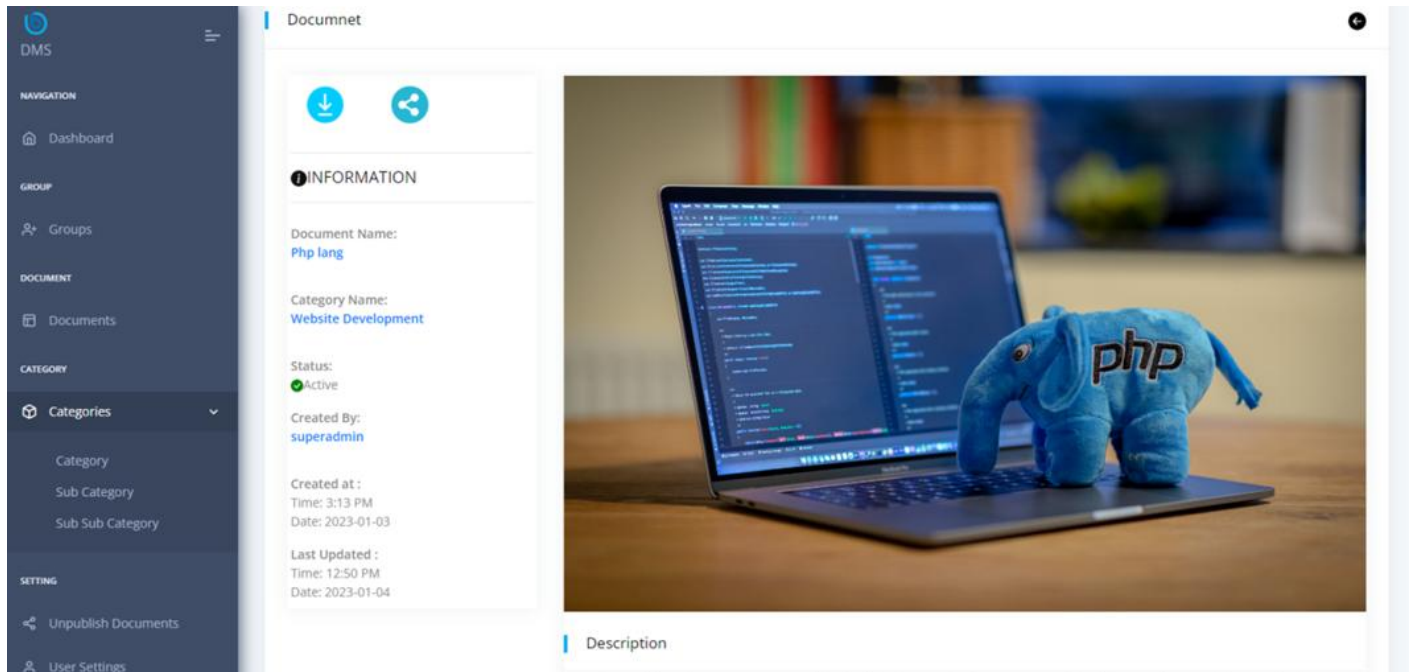 DMS
NAVIGATION
Dashboard
GROUP
Groups
DOCUMENT
Documents
CATEGORY
Categories
Category
Sub Category
Sub Sub Category
SETTING
Unpublish Documents
User Settings
Documnet
INFORMATION
Document Name:
Php lang
Category Name:
Website Development
Status:
Active
Created By:
superadmin
Created at :
Time: 3:13 PM
Date: 2023-01-03
Last Updated :
Time: 12:50 PM
Date: 2023-01-04
php
Description